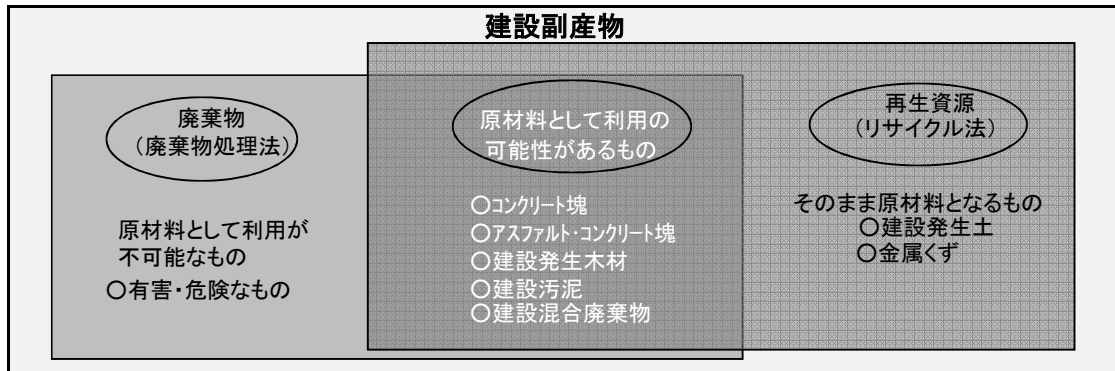 建設副産物
廃棄物
（廃棄物処理法）
原材料として利用が
不可能なもの
○有害・危険なもの
原材料として利用の
可能性があるもの
○コンクリート塊
○アスファルト・コンクリート塊
○建設発生木材
○建設汚泥
○建設混合廃棄物
再生資源
（リサイクル法）
そのまま原材料となるもの
○建設発生土
○金属くず